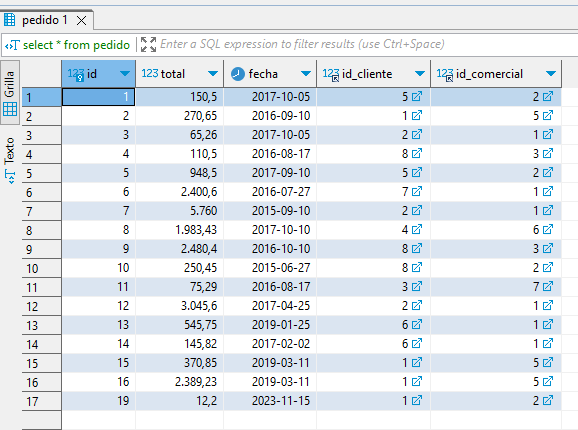 pedido 1
select * from pedido Enter a SQL expression to filter results (use Ctrl+Space)
Grilla
Texto
123 id 123 total fecha 123 id_cliente 123 id_comercial
1 1 150,5 2017-10-05 5 2
2 2 270,65 2016-09-10 1 5
3 3 65,26 2017-10-05 2 1
4 4 110,5 2016-08-17 8 3
5 5 948,5 2017-09-10 5 2
6 6 2.400,6 2016-07-27 7 1
7 7 5.760 2015-09-10 2 1
8 8 1.983,43 2017-10-10 4 6
9 9 2.480,4 2016-10-10 8 3
10 10 250,45 2015-06-27 8 2
11 11 75,29 2016-08-17 3 7
12 12 3.045,6 2017-04-25 2 1
13 13 545,75 2019-01-25 6 1
14 14 145,82 2017-02-02 6 1
15 15 370,85 2019-03-11 1 5
16 16 2.389,23 2019-03-11 1 5
17 19 12,2 2023-11-15 1 2